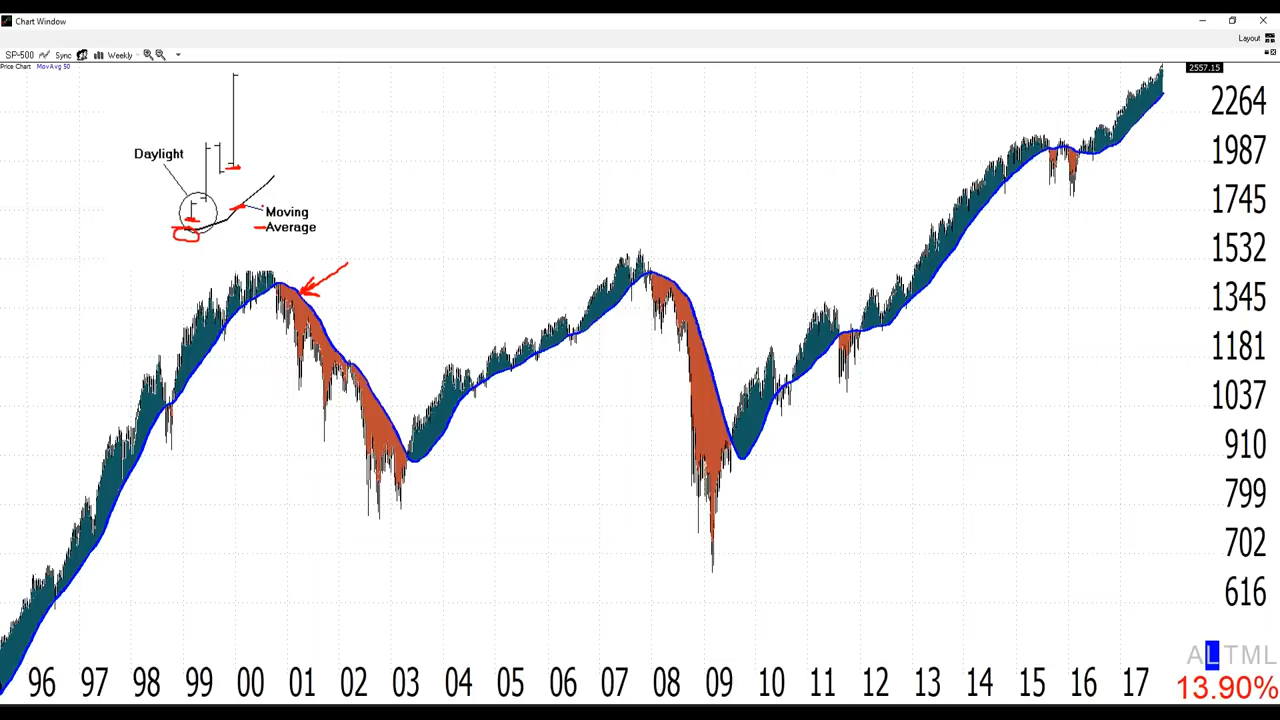 Chart Window
Layout
SP-500 Sync Weekly
Price Chart MovAvg 50
2557.15
Daylight
Moving
Average
2264
1987
1745
1532
1345
1181
1037
910
799
702
616
ALTML
13.90%
96 97 98 99 00 01 02 03 04 05 06 07 08 09 10 11 12 13 14 15 16 17